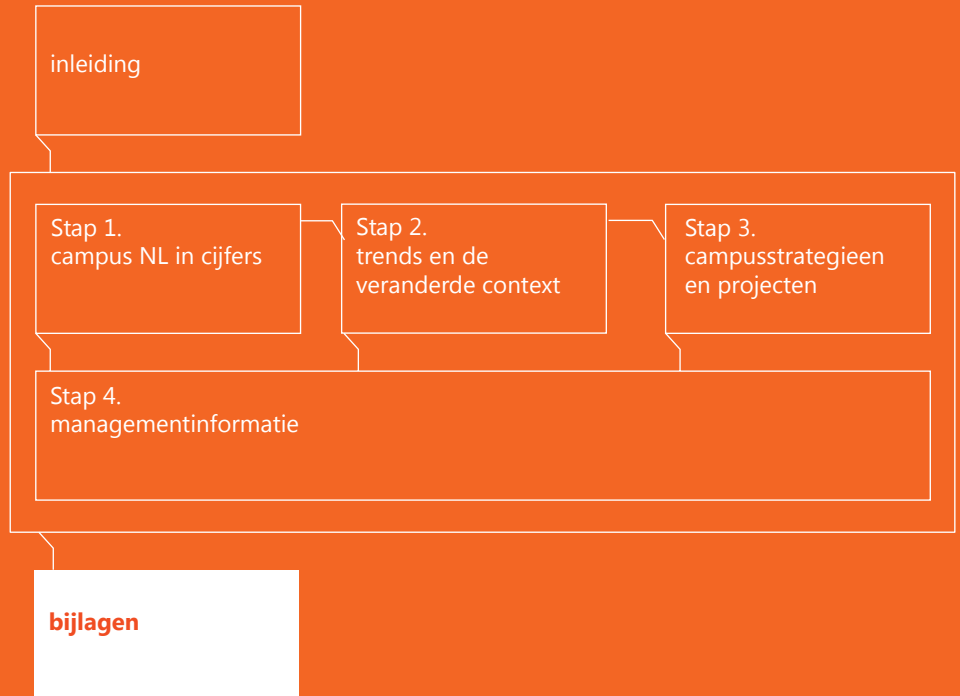 inleiding
Stap 1.
campus NL in cijfers
Stap 2.
trends en de
veranderde context
Stap 3.
campusstrategieen
en projecten
Stap 4.
managementinformatie
bijlagen